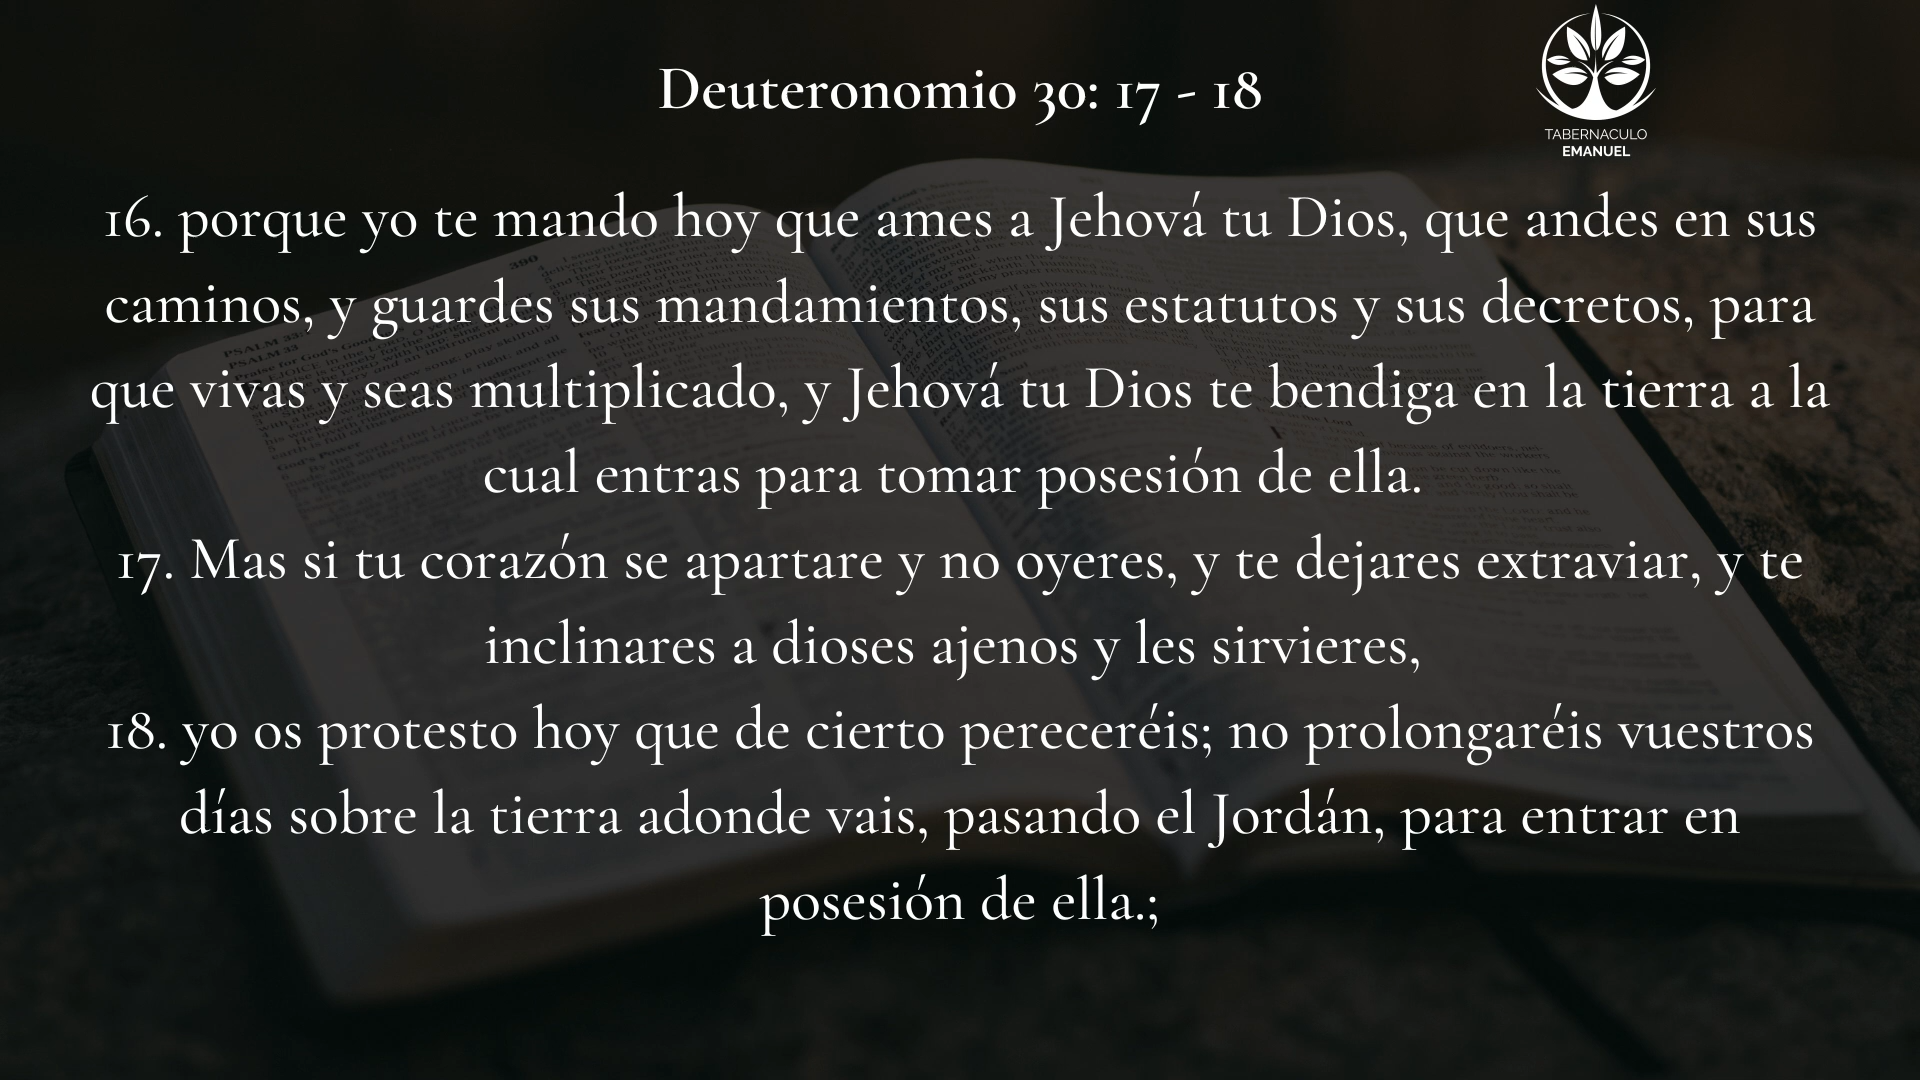 Deuteronomio 30: 17 - 18
TABERNACULO
EMANUEL
16. porque yo te mando hoy que ames a Jehová tu Dios, que andes en sus
caminos, y guardes sus mandamientos, sus estatutos y sus decretos, para
que vivas y seas multiplicado, y Jehová tu Dios te bendiga en la tierra a la
cual entras para tomar posesión de ella.
17. Mas si tu corazón se apartare y no oyeres, y te dejares extraviar, y te
inclinares a dioses ajenos y les sirvieres,
18. yo os protesto hoy que de cierto pereceréis; no prolongaréis vuestros
días sobre la tierra adonde vais, pasando el Jordán, para entrar en
posesión de ella.;
390
PSALM 33